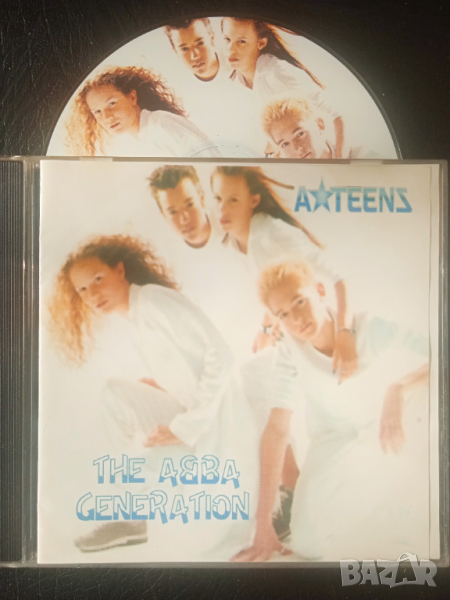 A★TEENS
THE ABBA
GENERATION
BAZAR